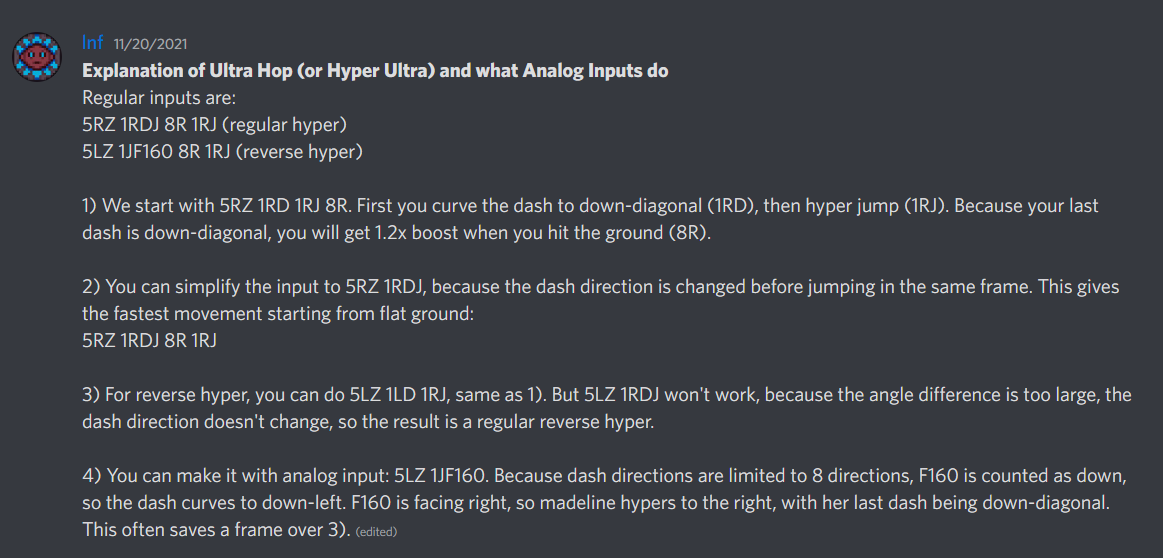 Inf 11/20/2021
Explanation of Ultra Hop (or Hyper Ultra) and what Analog Inputs do
Regular inputs are:
5RZ 1RDJ 8R 1RJ (regular hyper)
5LZ 1JF160 8R 1RJ (reverse hyper)
1) We start with 5RZ 1RD 1RJ 8R. First you curve the dash to down-diagonal (1RD), then hyper jump (1RJ). Because your last
dash is down-diagonal, you will get 1.2x boost when you hit the ground (8R).
2) You can simplify the input to 5RZ 1RDJ, because the dash direction is changed before jumping in the same frame. This gives
the fastest movement starting from flat ground:
5RZ 1RDJ 8R 1RJ
3) For reverse hyper, you can do 5LZ 1LD 1RJ, same as 1). But 5LZ 1RDJ won't work, because the angle difference is too large, the
dash direction doesn't change, so the result is a regular reverse hyper.
4) You can make it with analog input: 5LZ 1JF160. Because dash directions are limited to 8 directions, F160 is counted as down,
so the dash curves to down-left. F160 is facing right, so madeline hypers to the right, with her last dash being down-diagonal.
This often saves a frame over 3). (edited)